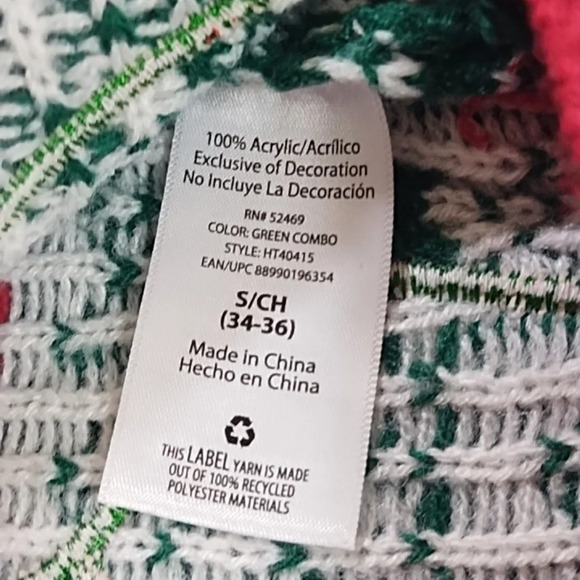 100% Acrylic/Acrílico
Exclusive of Decoration
No Incluye La Decoración
RN# 52469
COLOR: GREEN COMBO
STYLE: HT40415
EAN/UPC 88990196354
S/CH
(34-36)
Made in China
Hecho en China
THIS LABEL YARN IS MADE
OUT OF 100% RECYCLED
POLYESTER MATERIALS